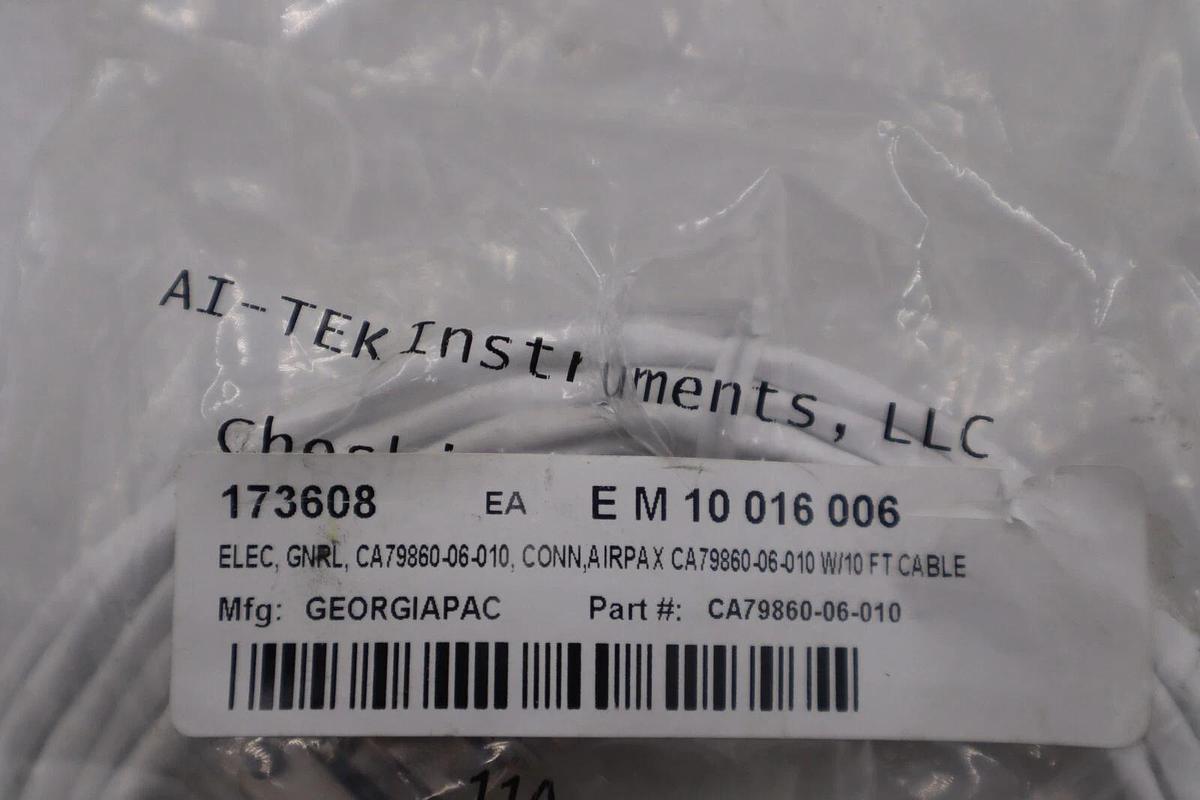 AI-TEK Instruments, LLC
173608 EA E M 10 016 006
ELEC, GNRL, CA79860-06-010, CONN,AIRPAX CA79860-06-010 W/10 FT CABLE
Mfg: GEORGIAPAC Part #: CA79860-06-010